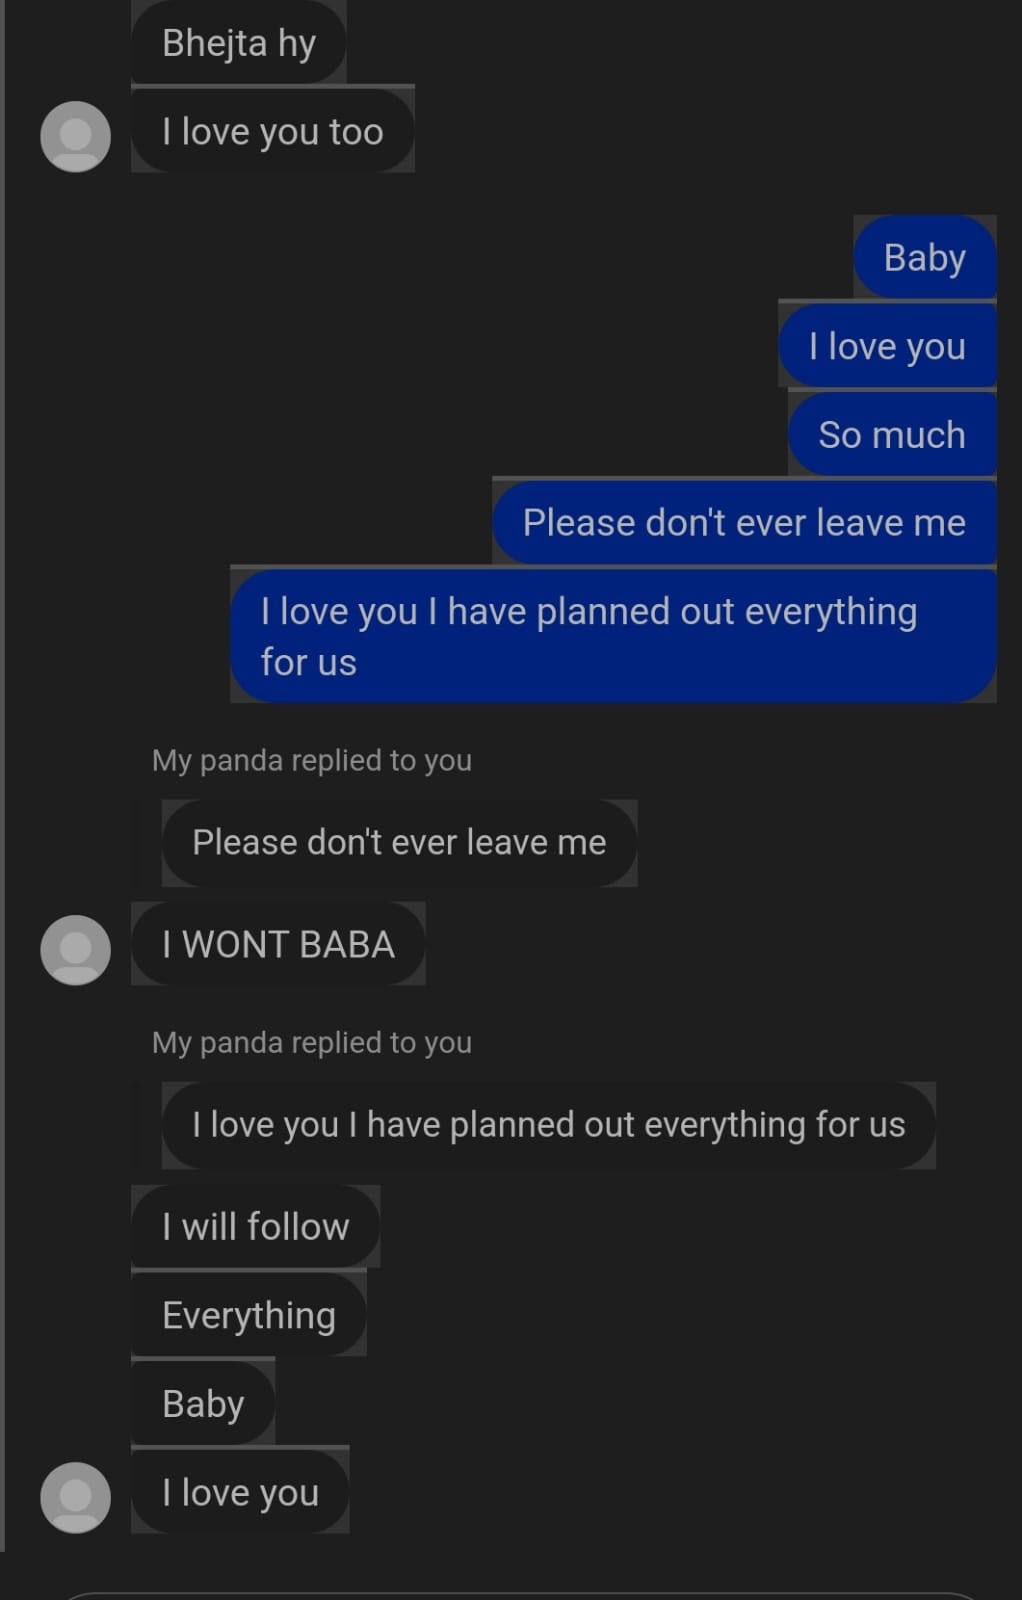 Bhejta hy
I love you too
Baby
I love you
So much
Please don't ever leave me
I love you I have planned out everything
for us
My panda replied to you
Please don't ever leave me
I WONT BABA
My panda replied to you
I love you I have planned out everything for us
I will follow
Everything
Baby
I love you